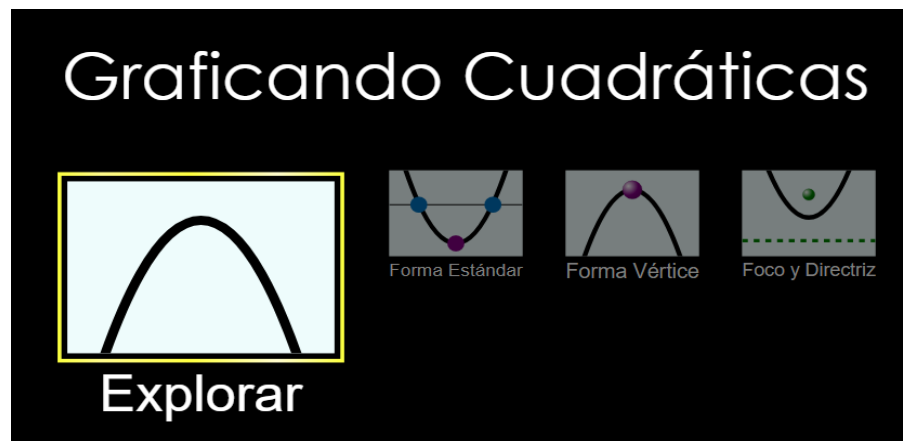 Graficando Cuadráticas
Forma Estándar
Forma Vértice
Foco y Directriz
Explorar